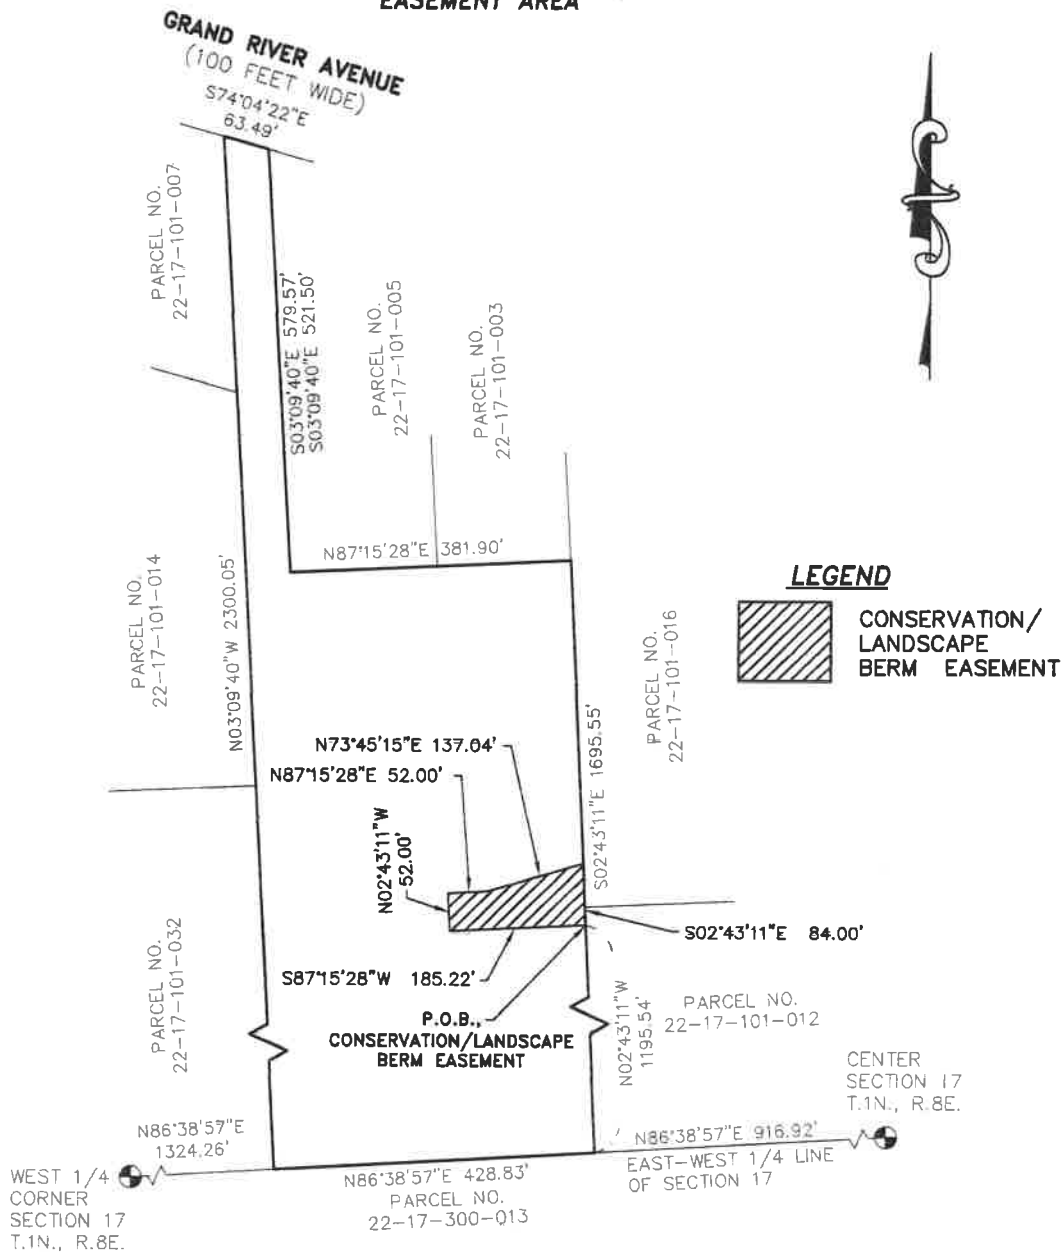 EASEMENT AREA
GRAND RIVER AVENUE
(100 FEET WIDE)
S74°04'22"E
63.49'
PARCEL NO.
22-17-101-007
S03°09'40"E 579.57'
S03°09'40"E 521.50'
PARCEL NO.
22-17-101-005
PARCEL NO.
22-17-101-003
N87°15'28"E 381.90'
PARCEL NO.
22-17-101-014
N03°09'40"W 2300.05'
LEGEND
CONSERVATION/
LANDSCAPE
BERM EASEMENT
PARCEL NO.
22-17-101-016
S02°43'11"E 1695.55'
N73°45'15"E 137.04'
N87°15'28"E 52.00'
N02°43'11"W
52.00'
S02°43'11"E 84.00'
S87°15'28"W 185.22'
PARCEL NO.
22-17-101-032
P.O.B.,
CONSERVATION/LANDSCAPE
BERM EASEMENT
N02°43'11"W
1195.54'
PARCEL NO.
22-17-101-012
CENTER
SECTION 17
T.1N., R.8E.
N86°38'57"E
1324.26'
N86°38'57"E 916.92'
EAST-WEST 1/4 LINE
OF SECTION 17
WEST 1/4
CORNER
SECTION 17
T.1N., R.8E.
N86°38'57"E 428.83'
PARCEL NO.
22-17-300-013